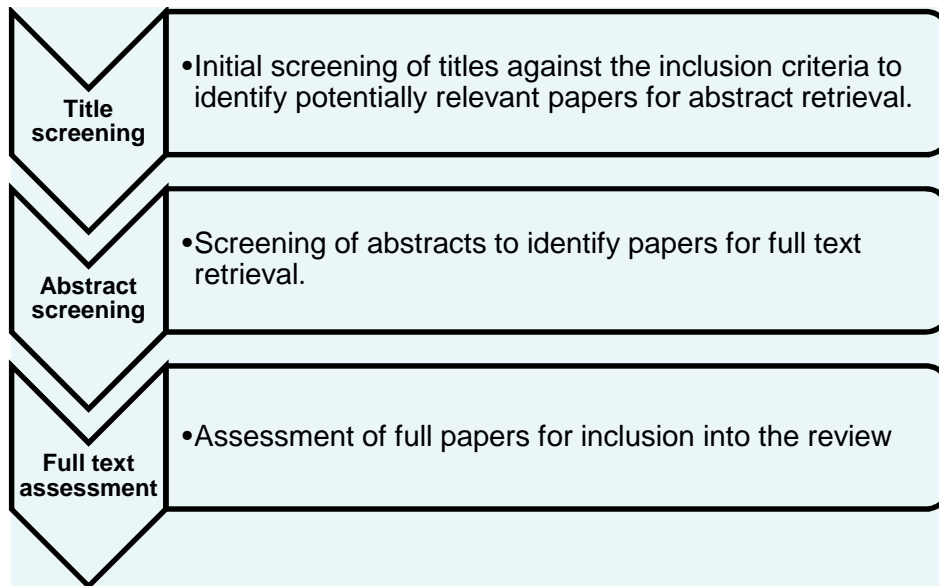 Title
screening
•Initial screening of titles against the inclusion criteria to
identify potentially relevant papers for abstract retrieval.
Abstract
screening
•Screening of abstracts to identify papers for full text
retrieval.
Full text
assessment
•Assessment of full papers for inclusion into the review